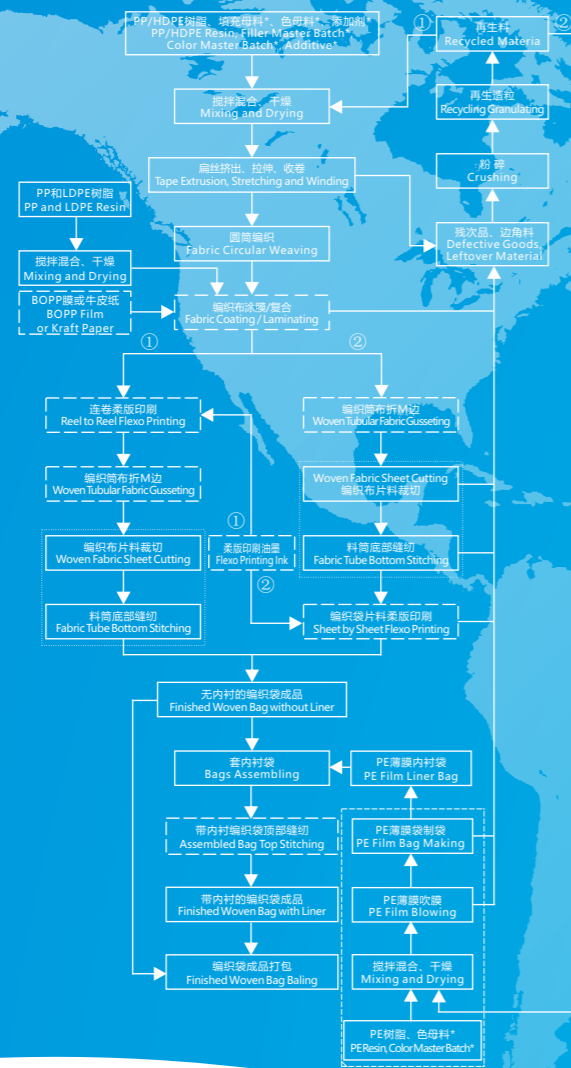 PP/HDPE树脂、填充母料*、色母料*、添加剂*
PP/HDPE Resin, Filler Master Batch*,
Color Master Batch*, Additive*
①
再生料
Recycled Materia
②
搅拌混合、干燥
Mixing and Drying
再生造粒
Recycling Granulating
扁丝挤出、拉伸、收卷
Tape Extrusion, Stretching and Winding
粉 碎
Crushing
PP和LDPE树脂
PP and LDPE Resin
圆筒编织
Fabric Circular Weaving
残次品、边角料
Defective Goods,
Leftover Material
搅拌混合、干燥
Mixing and Drying
BOPP膜或牛皮纸
BOPP Film
or Kraft Paper
编织布涂膜/复合
Fabric Coating / Laminating
①
②
连卷柔版印刷
Reel to Reel Flexo Printing
编织筒布折M边
Woven Tubular Fabric Gusseting
编织筒布折M边
Woven Tubular Fabric Gusseting
Woven Fabric Sheet Cutting
编织布片料裁切
①
编织布片料裁切
Woven Fabric Sheet Cutting
柔版印刷油墨
Flexo Printing Ink
料筒底部缝纫
Fabric Tube Bottom Stitching
②
料筒底部缝纫
Fabric Tube Bottom Stitching
编织袋片料柔版印刷
Sheet by Sheet Flexo Printing
无内衬的编织袋成品
Finished Woven Bag without Liner
套内衬袋
Bags Assembling
PE薄膜内衬袋
PE Film Liner Bag
带内衬编织袋顶部缝纫
Assembled Bag Top Stitching
PE薄膜袋制袋
PE Film Bag Making
带内衬的编织袋成品
Finished Woven Bag with Liner
PE薄膜吹膜
PE Film Blowing
编织袋成品打包
Finished Woven Bag Baling
搅拌混合、干燥
Mixing and Drying
PE树脂、色母料*
PE Resin, Color Master Batch*